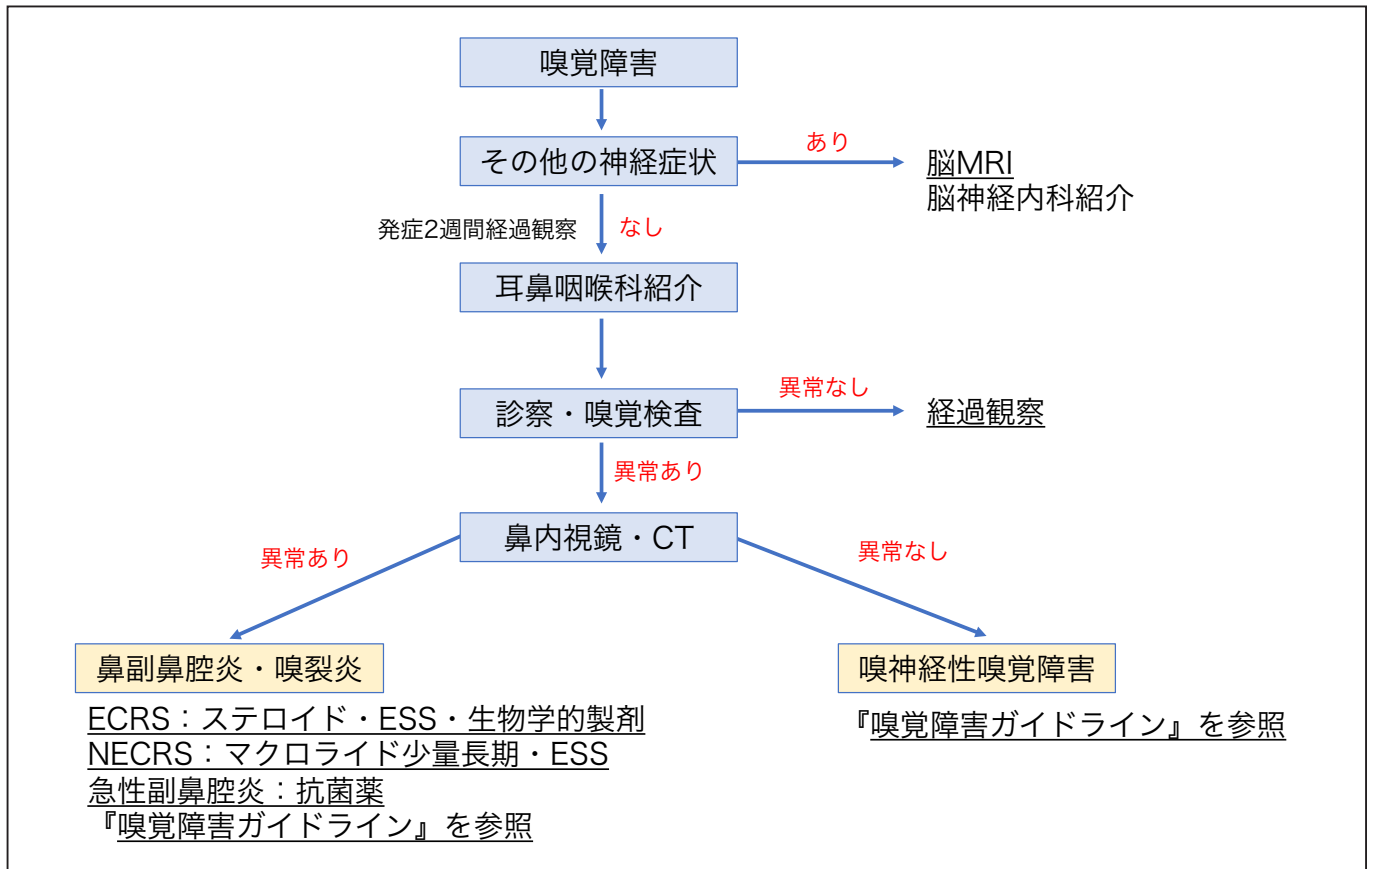 嗅覚障害
その他の神経症状
あり
脳MRI
脳神経内科紹介
発症2週間経過観察
なし
耳鼻咽喉科紹介
診察・嗅覚検査
異常なし
経過観察
異常あり
鼻内視鏡・CT
異常あり
異常なし
鼻副鼻腔炎・嗅裂炎
ECRS：ステロイド・ESS・生物学的製剤
NECRS：マクロライド少量長期・ESS
急性副鼻腔炎：抗菌薬
『嗅覚障害ガイドライン』を参照
嗅神経性嗅覚障害
『嗅覚障害ガイドライン』を参照